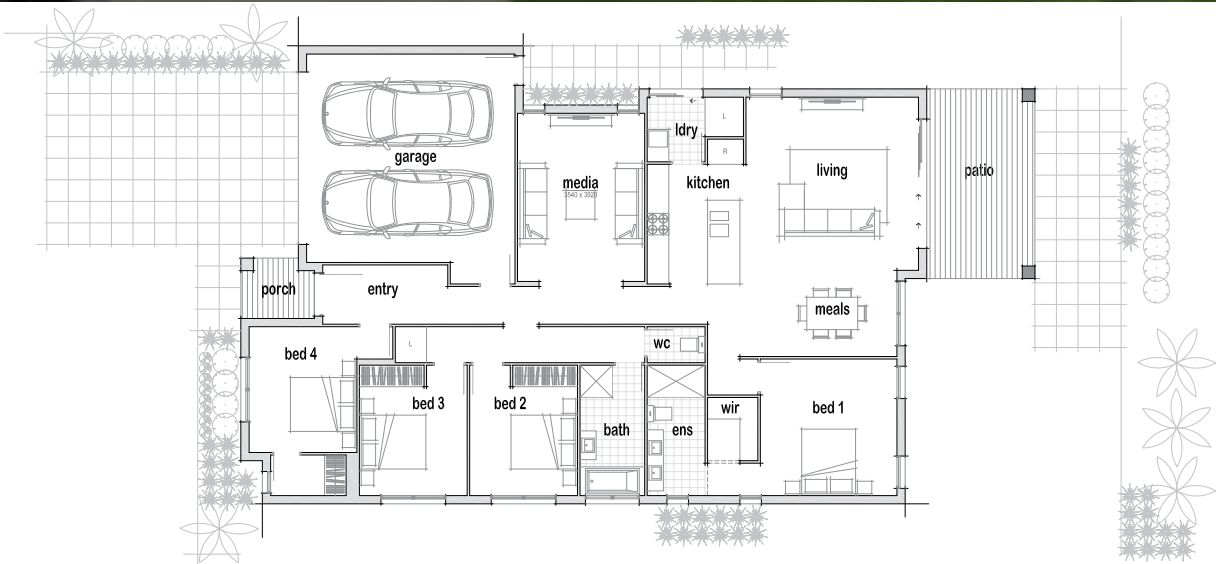 ldry
L
R
garage
media
3540 x 3920
kitchen
living
patio
porch
entry
meals
bed 4
L
wc
bed 3
bed 2
wir
bed 1
bath
ens